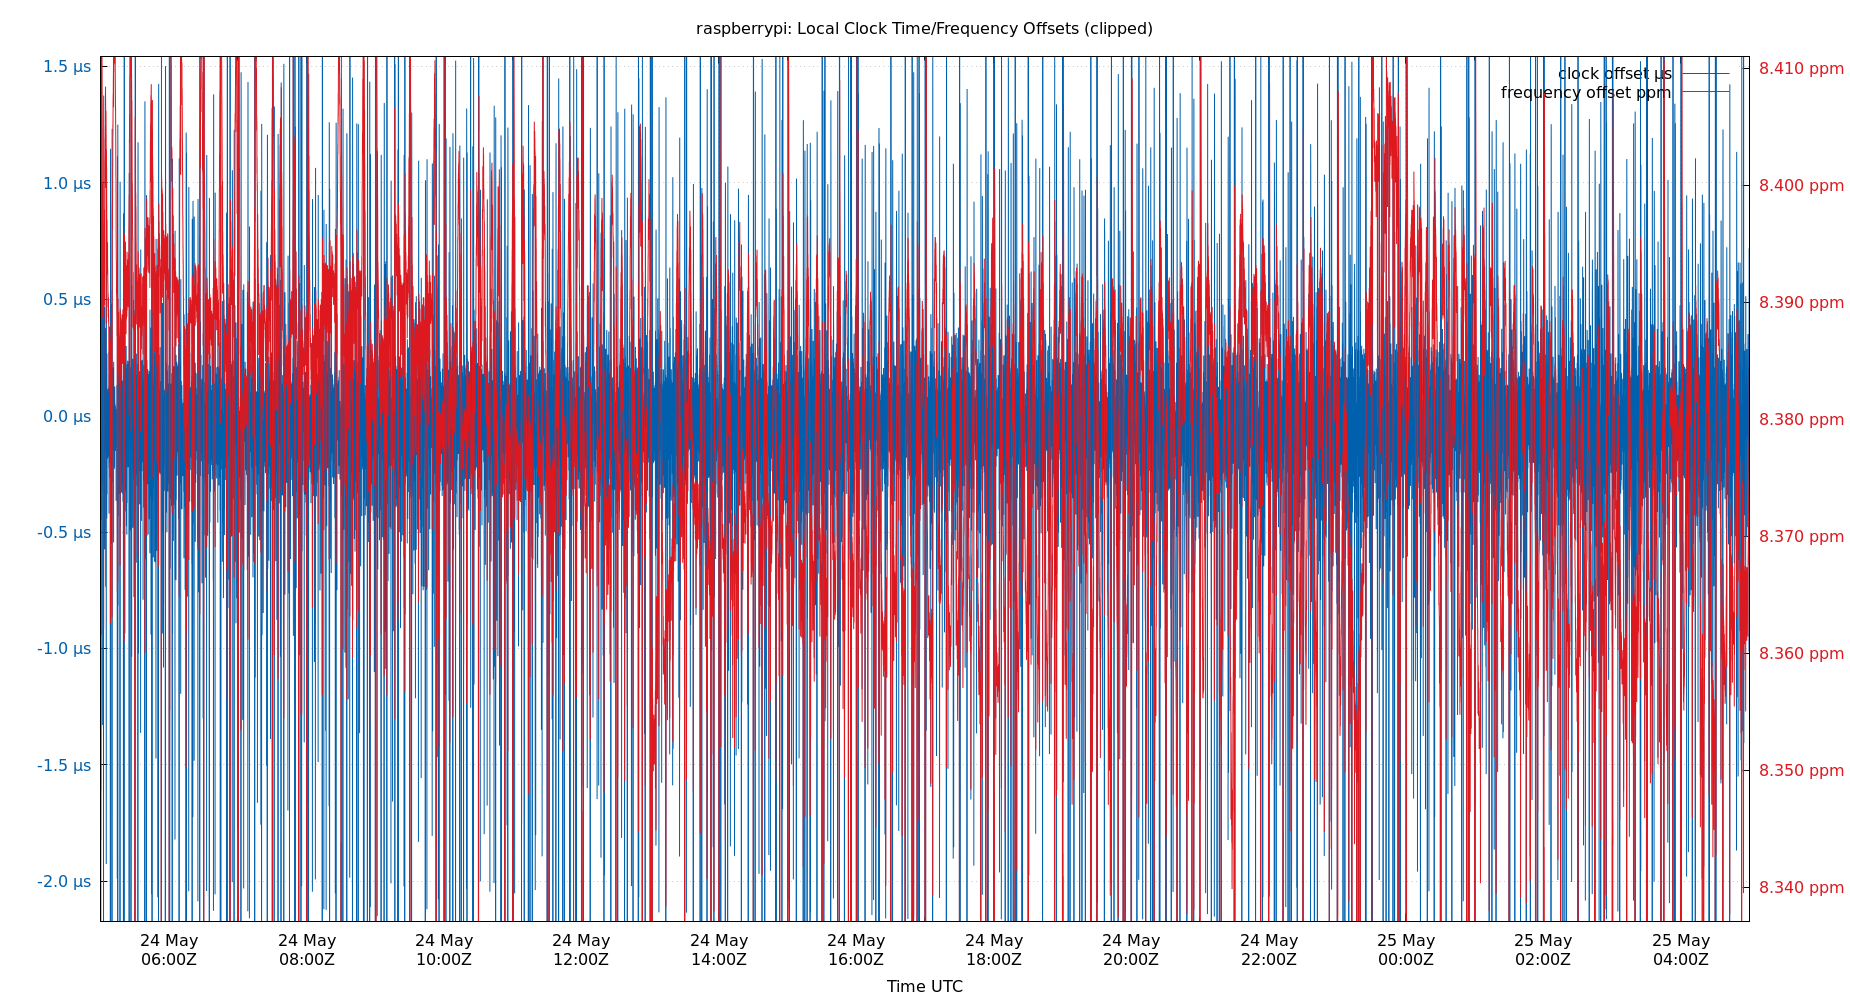 raspberrypi: Local Clock Time/Frequency Offsets (clipped)
clock offset µs
frequency offset ppm
1.5 µs
1.0 µs
0.5 µs
0.0 µs
-0.5 µs
-1.0 µs
-1.5 µs
-2.0 µs
8.410 ppm
8.400 ppm
8.390 ppm
8.380 ppm
8.370 ppm
8.360 ppm
8.350 ppm
8.340 ppm
24 May 24 May 24 May 24 May 24 May 24 May 24 May 24 May 24 May 25 May 25 May 25 May
06:00Z 08:00Z 10:00Z 12:00Z 14:00Z 16:00Z 18:00Z 20:00Z 22:00Z 00:00Z 02:00Z 04:00Z
Time UTC